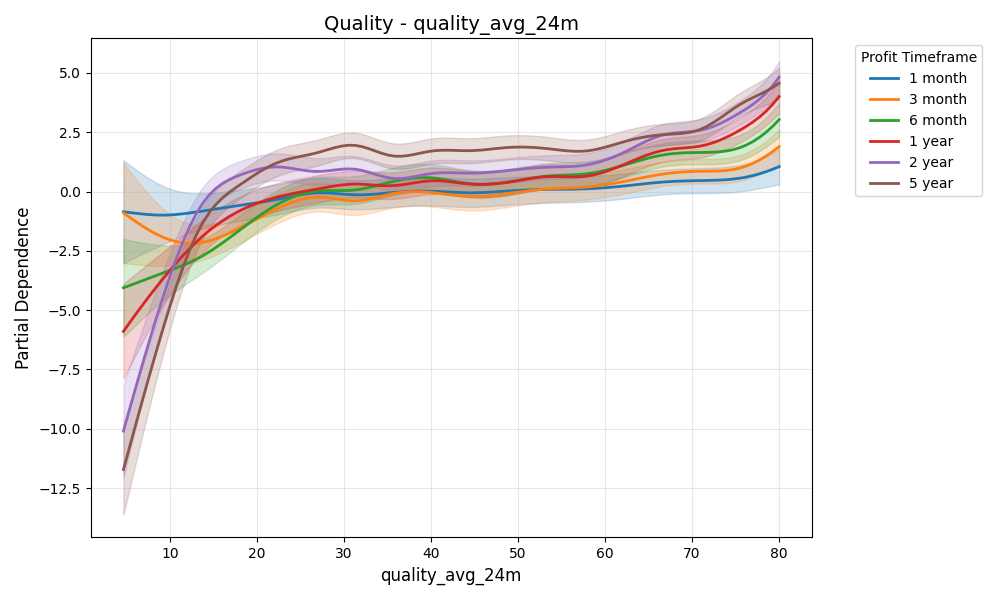 Quality - quality_avg_24m
Profit Timeframe
1 month
3 month
6 month
1 year
2 year
5 year
Partial Dependence
5.0
2.5
0.0
−2.5
−5.0
−7.5
−10.0
−12.5
10 20 30 40 50 60 70 80
quality_avg_24m